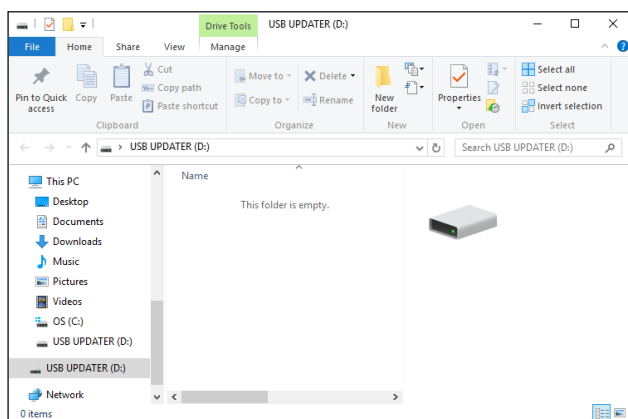 Drive Tools USB UPDATER (D:)
File Home Share View Manage
Pin to Quick access
Copy
Paste
Cut
Copy path
Paste shortcut
Clipboard
Move to
Copy to
Delete
Rename
Organize
New folder
New
Properties
Open
Select all
Select none
Invert selection
Select
USB UPDATER (D:)
Search USB UPDATER (D:)
This PC
Desktop
Documents
Downloads
Music
Pictures
Videos
OS (C:)
USB UPDATER (D:)
USB UPDATER (D:)
Network
Name
This folder is empty.
0 items